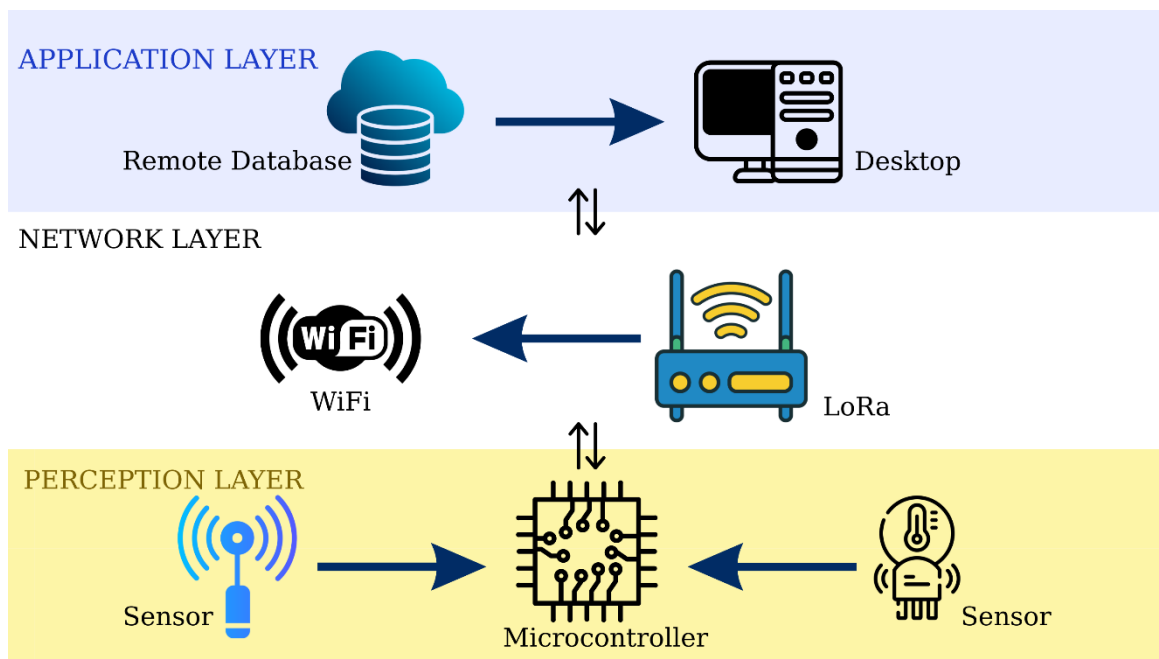 APPLICATION LAYER
Remote Database
Desktop
NETWORK LAYER
WiFi
WiFi
LoRa
PERCEPTION LAYER
Sensor
Microcontroller
Sensor